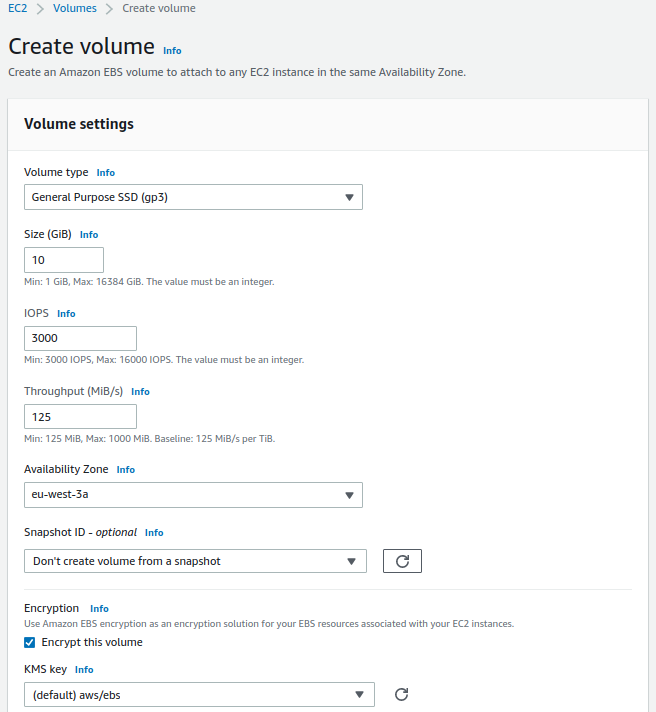 EC2 > Volumes > Create volume
Create volume Info
Create an Amazon EBS volume to attach to any EC2 instance in the same Availability Zone.
Volume settings
Volume type Info
General Purpose SSD (gp3)
Size (GiB) Info
10
Min: 1 GiB, Max: 16384 GiB. The value must be an integer.
IOPS Info
3000
Min: 3000 IOPS, Max: 16000 IOPS. The value must be an integer.
Throughput (MiB/s) Info
125
Min: 125 MiB, Max: 1000 MiB. Baseline: 125 MiB/s per TiB.
Availability Zone Info
eu-west-3a
Snapshot ID - optional Info
Don't create volume from a snapshot
Encryption Info
Use Amazon EBS encryption as an encryption solution for your EBS resources associated with your EC2 instances.
Encrypt this volume
KMS key Info
(default) aws/ebs